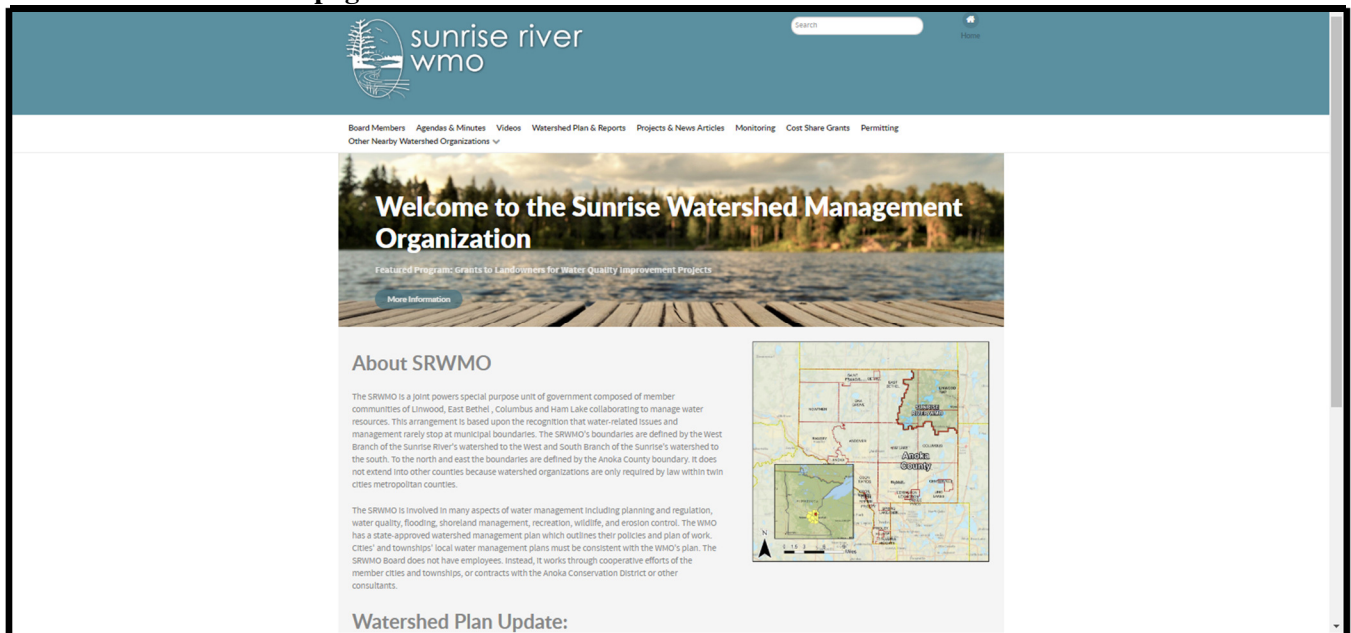 pag
sunrise river
wmo
Search
Home
Board Members Agendas & Minutes Videos Watershed Plan & Reports Projects & News Articles Monitoring Cost Share Grants Permitting
Other Nearby Watershed Organizations
Welcome to the Sunrise Watershed Management
Organization
Featured Program: Grants to Landowners for Water Quality Improvement Projects
More Information
About SRWMO
The SRWMO is a joint powers special purpose unit of government composed of member
communities of Linwood, East Bethel , Columbus and Ham Lake collaborating to manage water
resources. This arrangement is based upon the recognition that water-related issues and
management rarely stop at municipal boundaries. The SRWMO's boundaries are defined by the West
Branch of the Sunrise River's watershed to the West and South Branch of the Sunrise's watershed to
the south. To the north and east the boundaries are defined by the Anoka County boundary. It does
not extend into other counties because watershed organizations are only required by law within twin
cities metropolitan counties.
The SRWMO is involved in many aspects of water management including planning and regulation,
water quality, flooding, shoreland management, recreation, wildlife, and erosion control. The WMO
has a state-approved watershed management plan which outlines their policies and plan of work.
Cities' and townships' local water management plans must be consistent with the WMO's plan. The
SRWMO Board does not have employees. Instead, it works through cooperative efforts of the
member cities and townships, or contracts with the Anoka Conservation District or other
consultants.
SUNRISE
RIVER WMO
HAM LAKE COLUMBUS
Anoka
County
N
Miles
Watershed Plan Update: